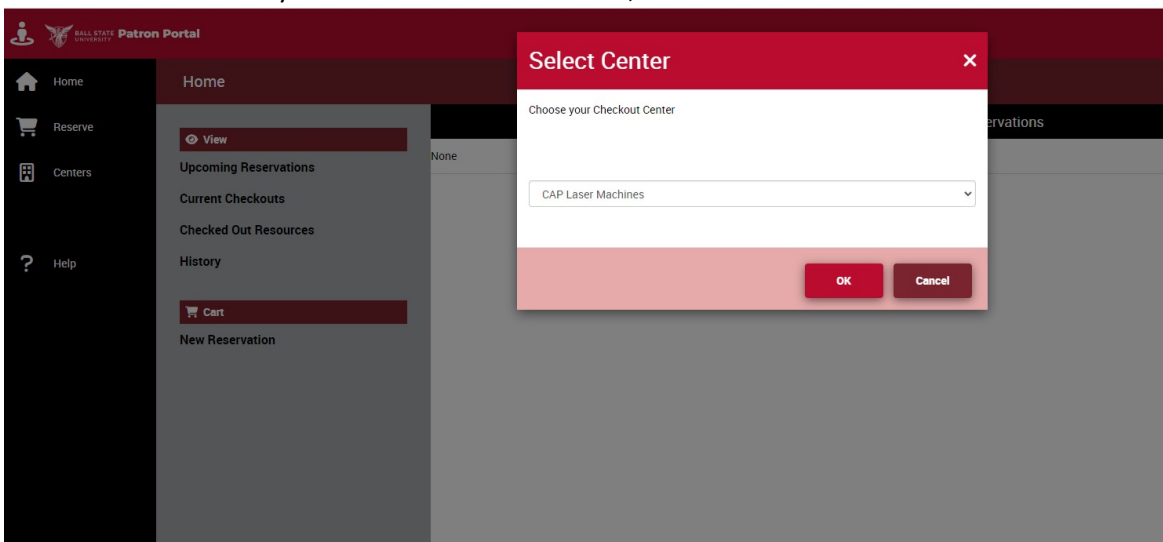 BALL STATE
UNIVERSITY
Patron Portal
Home
Reserve
Centers
? Help
Home
View
Upcoming Reservations
Current Checkouts
Checked Out Resources
History
Cart
New Reservation
None
ervations
Select Center ×
Choose your Checkout Center
CAP Laser Machines
OK
Cancel